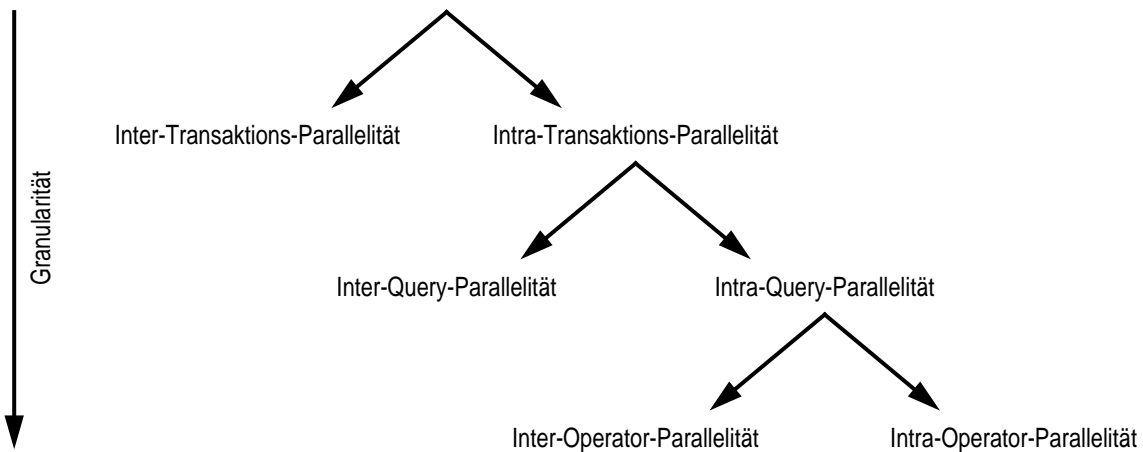 Inter-Transaktions-Parallelität
Intra-Transaktions-Parallelität
Granularität
Inter-Query-Parallelität
Intra-Query-Parallelität
Inter-Operator-Parallelität
Intra-Operator-Parallelität